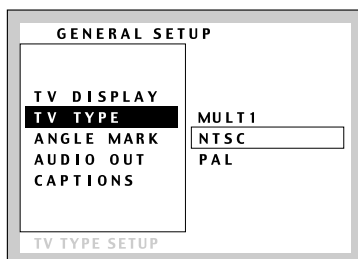 GENERAL SETUP
TV DISPLAY
TV TYPE
ANGLE MARK
AUDIO OUT
CAPTIONS
MULT1
NTSC
PAL
TV TYPE SETUP